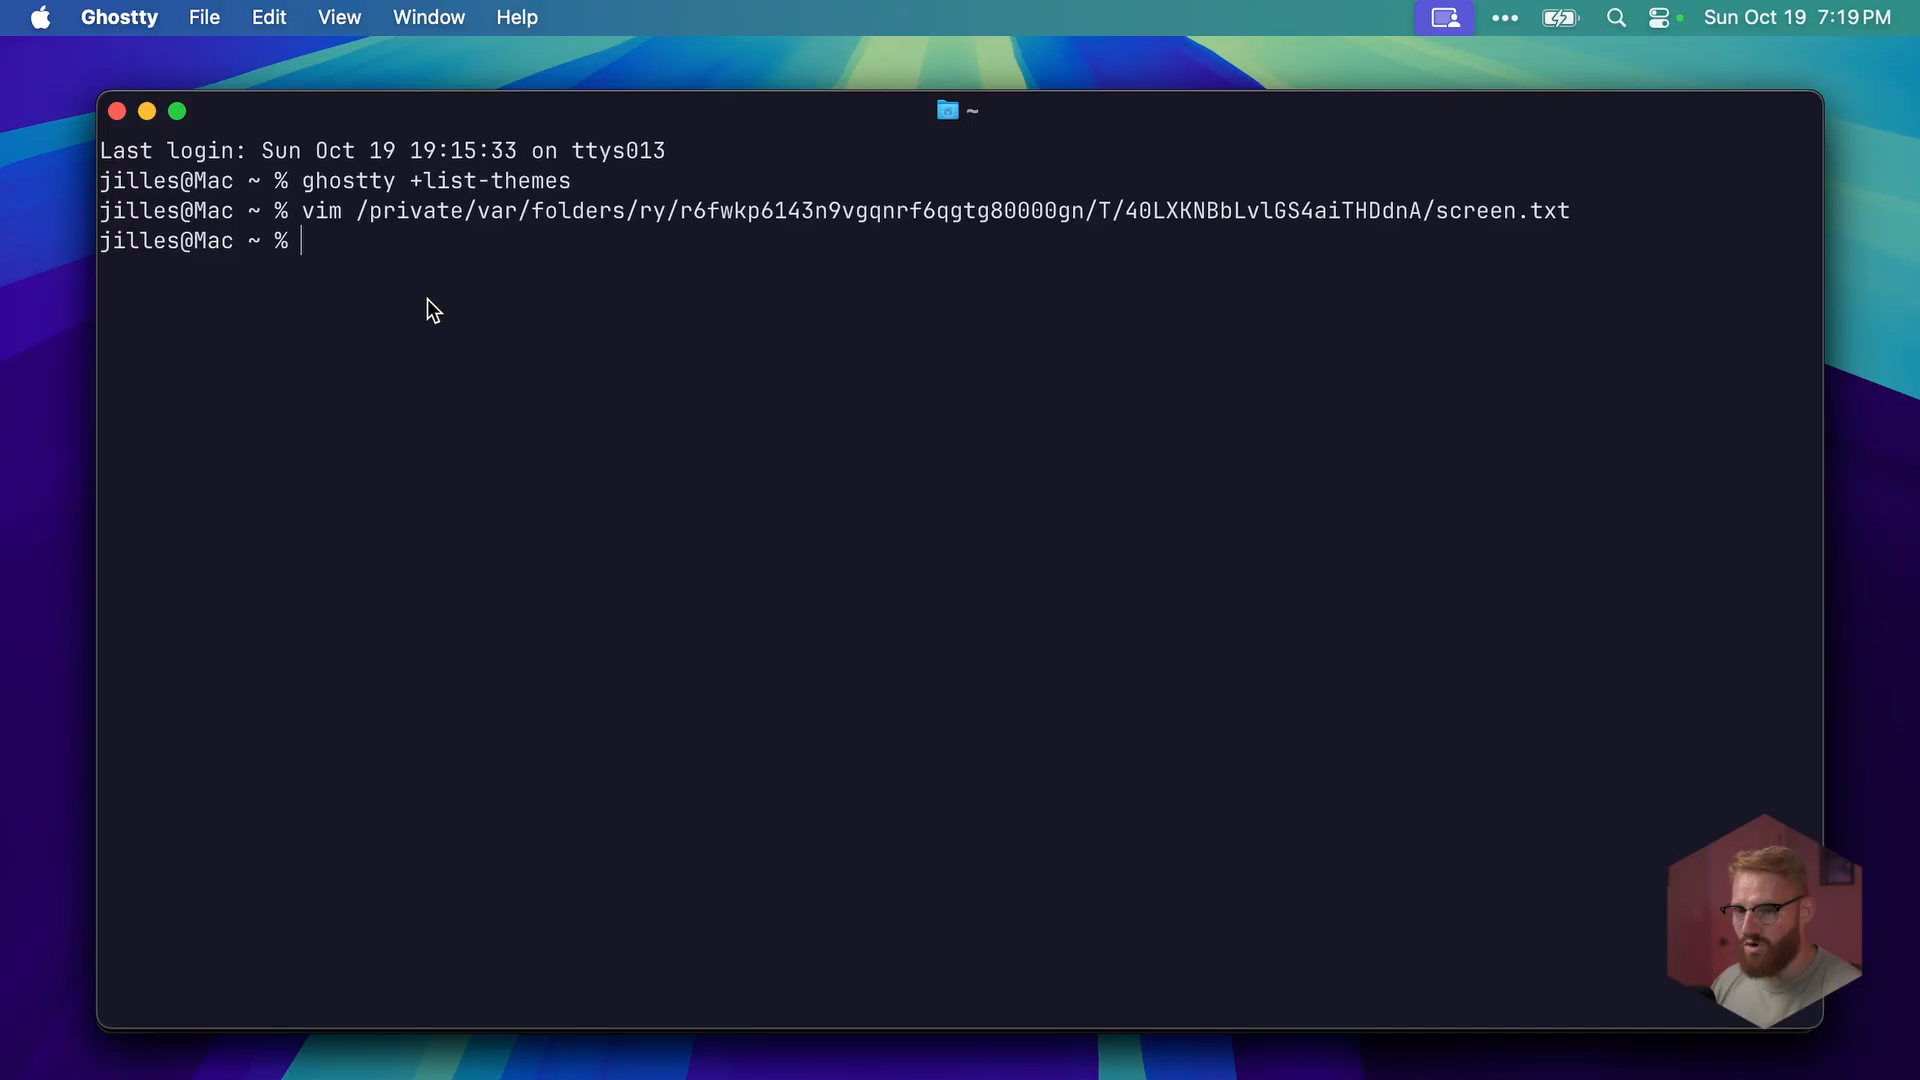 Ghostty File Edit View Window Help Sun Oct 19 7:19 PM
~
Last login: Sun Oct 19 19:15:33 on ttys013
jilles@Mac ~ % ghostty +list-themes
jilles@Mac ~ % vim /private/var/folders/ry/r6fwkp6143n9vgqnrf6qgtg80000gn/T/40LXKNBbLvlGS4aiTHDdnA/screen.txt
jilles@Mac ~ %